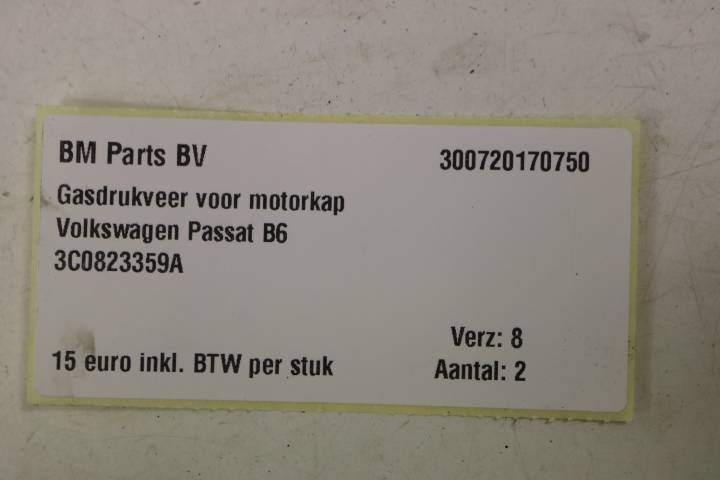 BM Parts BV
300720170750
Gasdrukveer voor motorkap
Volkswagen Passat B6
3C0823359A
Verz: 8
15 euro inkl. BTW per stuk
Aantal: 2